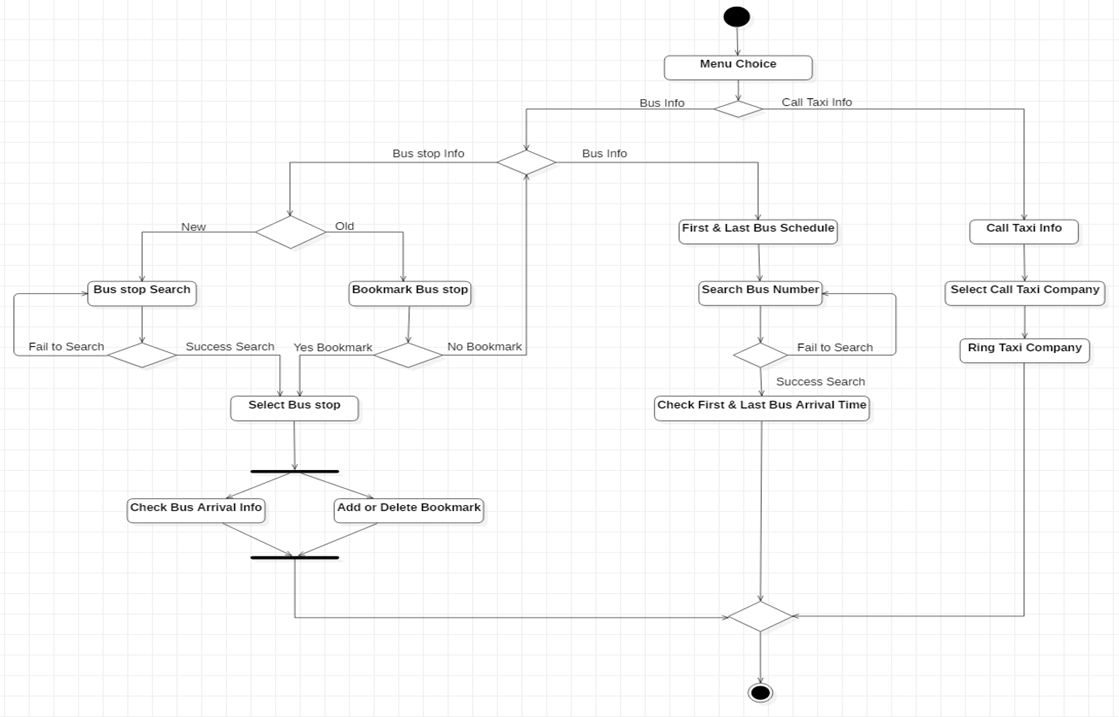 Menu Choice
Bus Info
Call Taxi Info
Bus stop Info
Bus Info
New
Old
First & Last Bus Schedule
Call Taxi Info
Bus stop Search
Bookmark Bus stop
Search Bus Number
Select Call Taxi Company
Fail to Search
Success Search
Yes Bookmark
No Bookmark
Fail to Search
Ring Taxi Company
Success Search
Select Bus stop
Check First & Last Bus Arrival Time
Check Bus Arrival Info
Add or Delete Bookmark